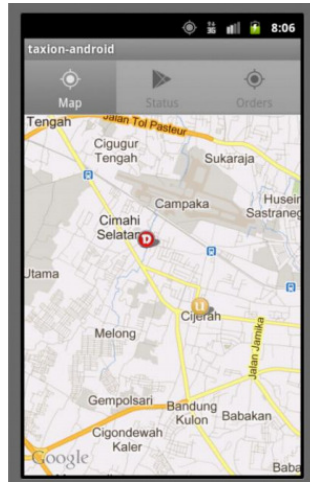 3G
8:06
taxion-android
Map
Status
Orders
Tengah
Jalan Tol Pasteur
Cigugur
Tengah
Sukaraja
Campaka
Husein
Sastraneg
Cimahi
Selatan
D
Utama
U
Cijerah
Melong
Jalan Jamika
Gempolsari
Bandung
Kulon
Babakan
Cigondewah
Kaler
Google
Baba